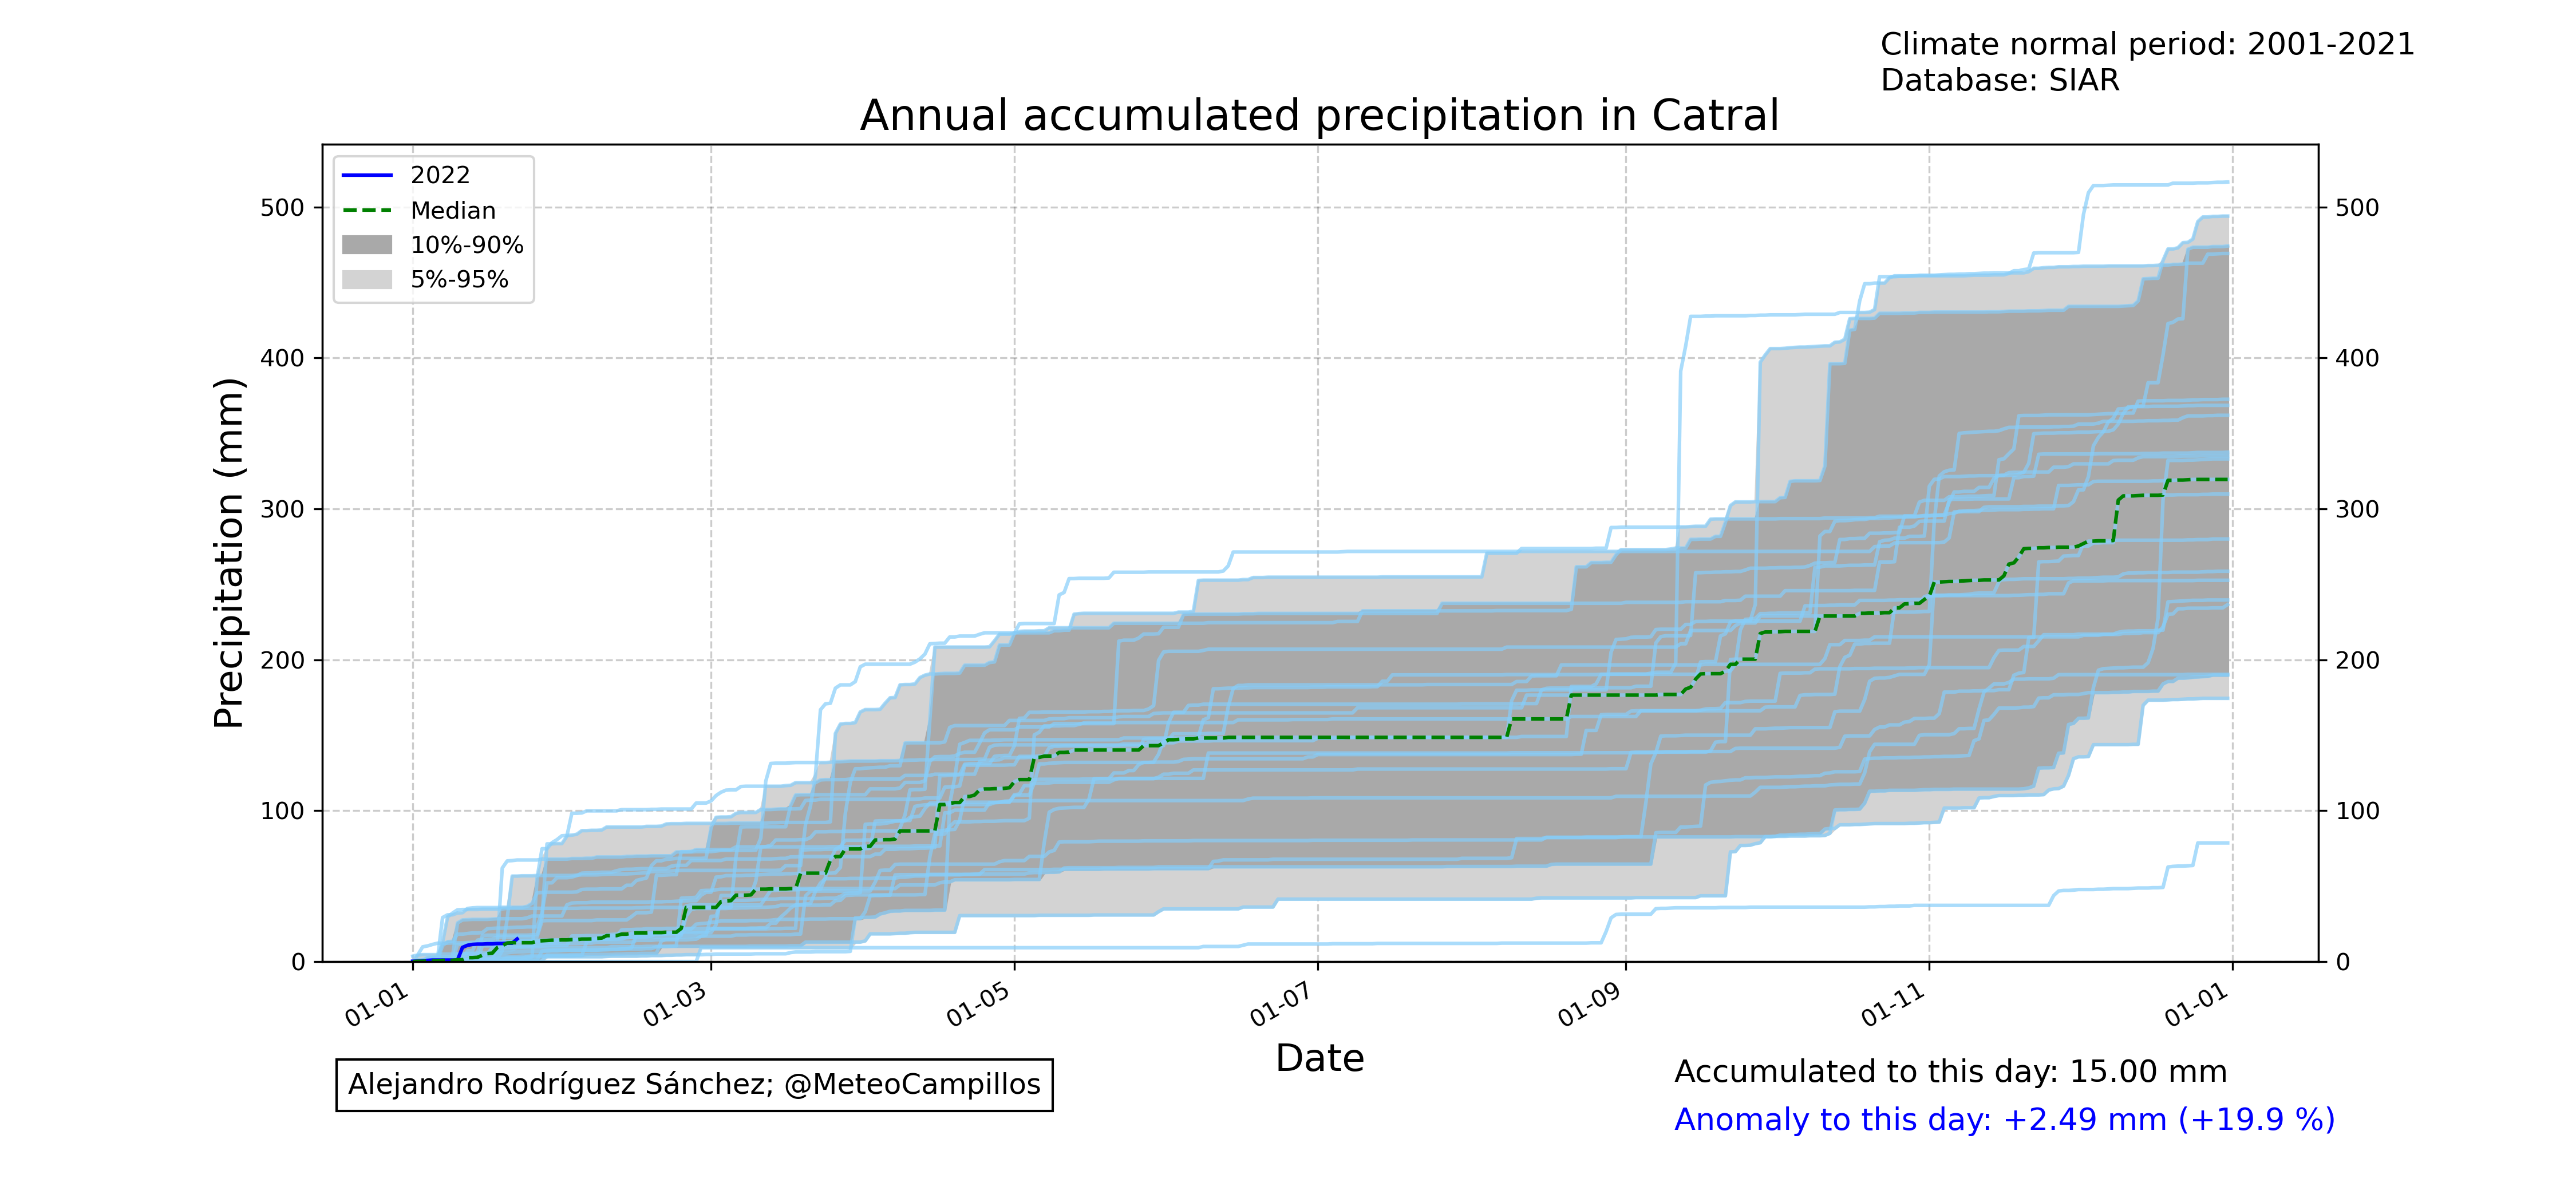 Climate normal period: 2001-2021
Database: SIAR
Annual accumulated precipitation in Catral
2022
Median
10%-90%
5%-95%
Precipitation (mm)
500
400
300
200
100
0
500
400
300
200
100
0
01-01
01-03
01-05
01-07
01-09
01-11
01-01
Date
Alejandro Rodríguez Sánchez; @MeteoCampillos
Accumulated to this day: 15.00 mm
Anomaly to this day: +2.49 mm (+19.9 %)